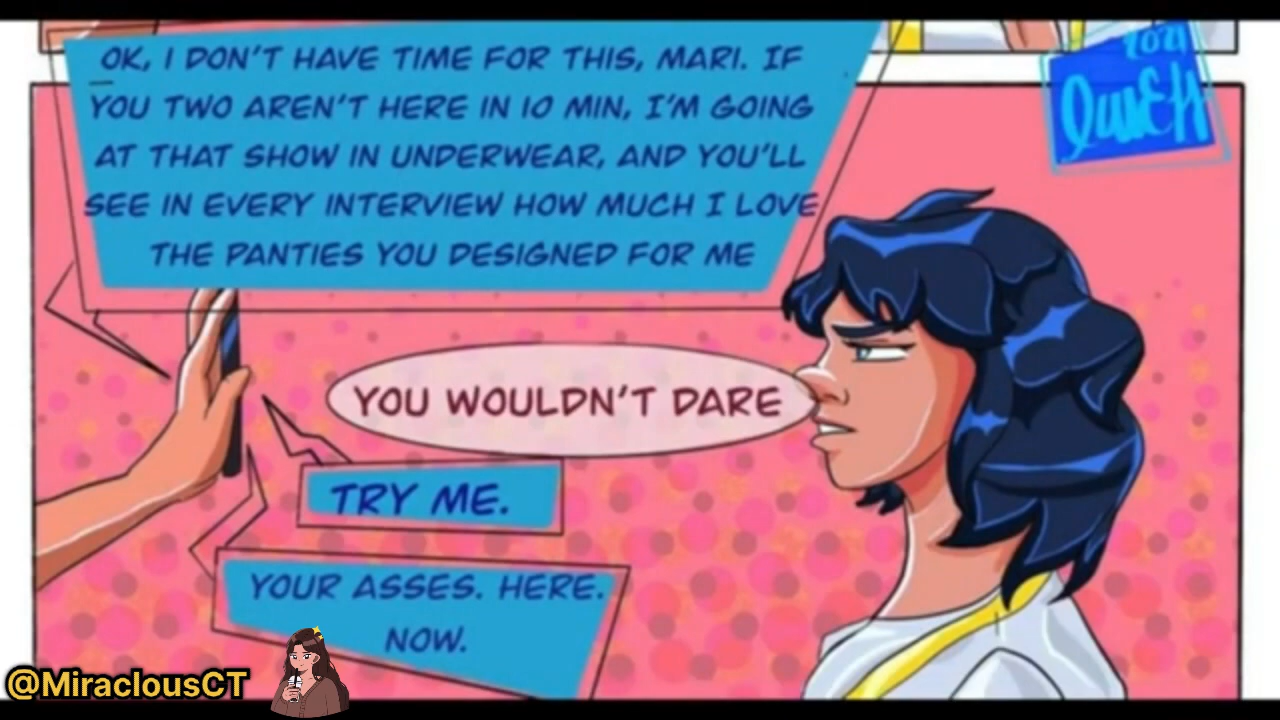 OK, I DON'T HAVE TIME FOR THIS, MARI. IF
YOU TWO AREN'T HERE IN 10 MIN, I'M GOING
AT THAT SHOW IN UNDERWEAR, AND YOU'LL
SEE IN EVERY INTERVIEW HOW MUCH I LOVE
THE PANTIES YOU DESIGNED FOR ME
YOU WOULDN'T DARE
TRY ME.
YOUR ASSES. HERE.
NOW.
@MiraclousCT